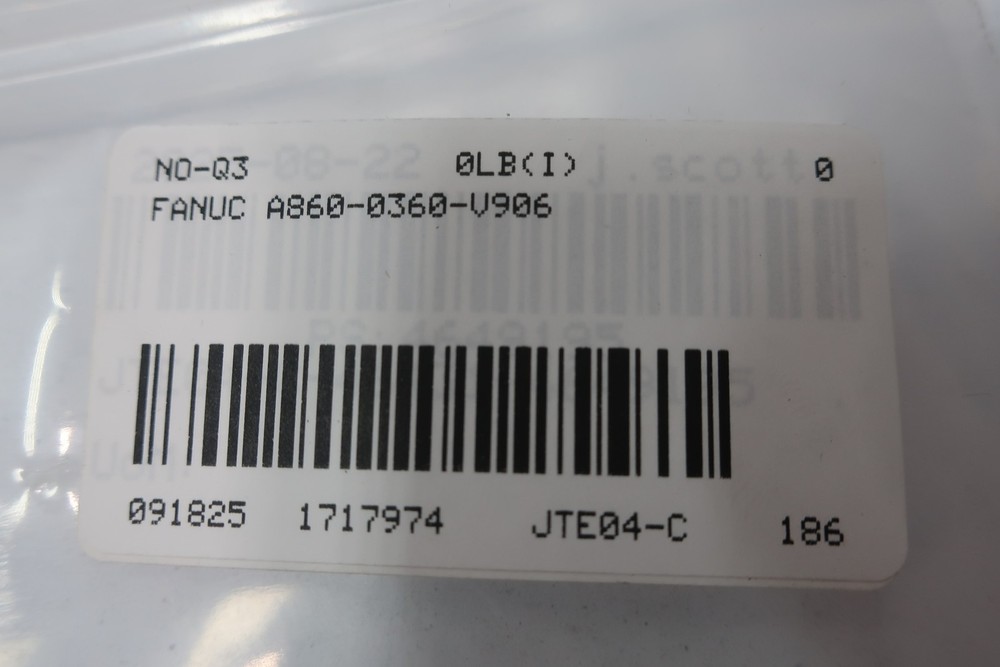 NO-Q3 0LB(I) 0
FANUC A860-0360-V906
091825 1717974 JTE04-C 186